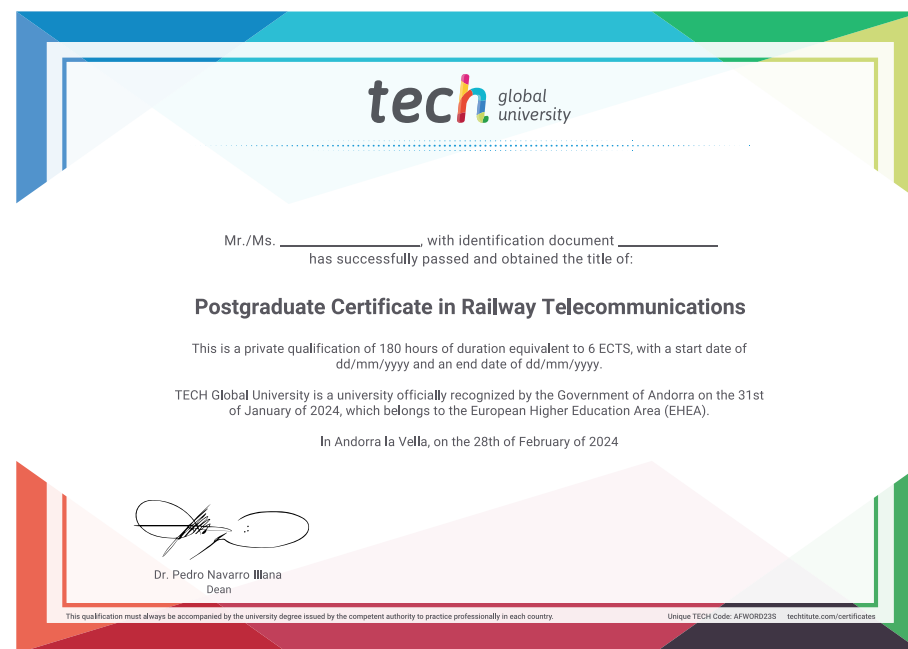 tech global university
Mr./Ms. ____________________, with identification document ______________
has successfully passed and obtained the title of:
Postgraduate Certificate in Railway Telecommunications
This is a private qualification of 180 hours of duration equivalent to 6 ECTS, with a start date of
dd/mm/yyyy and an end date of dd/mm/yyyy.
TECH Global University is a university officially recognized by the Government of Andorra on the 31st
of January of 2024, which belongs to the European Higher Education Area (EHEA).
In Andorra la Vella, on the 28th of February of 2024
Dr. Pedro Navarro Illana
Dean
This qualification must always be accompanied by the university degree issued by the competent authority to practice professionally in each country.
Unique TECH Code: AFWORD23S techtitute.com/certificates